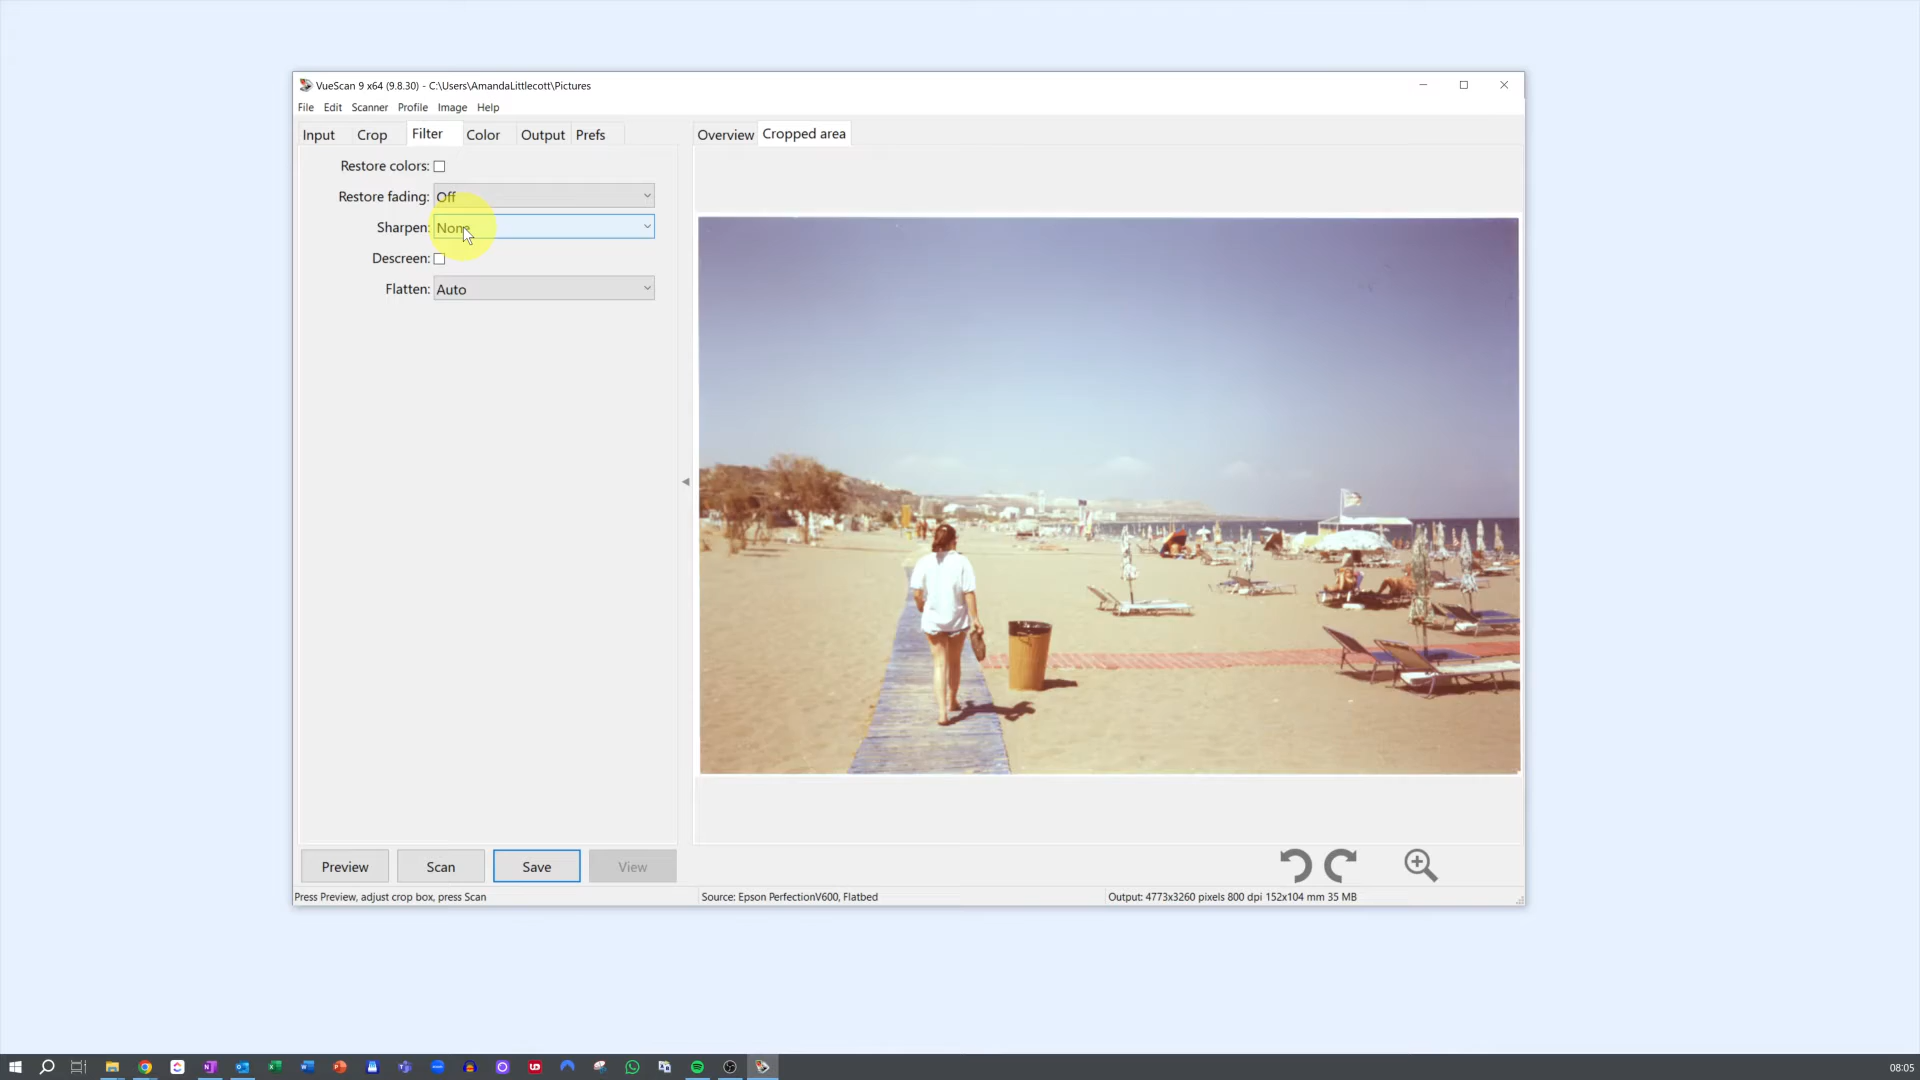 VueScan 9 x64 (9.8.30) - C:\Users\AmandaLittlecott\Pictures
File Edit Scanner Profile Image Help
Input Crop Filter Color Output Prefs
Overview Cropped area
Restore colors:
Restore fading: Off
Sharpen: None
Descreen:
Flatten: Auto
Preview Scan Save View
Press Preview, adjust crop box, press Scan
Source: Epson PerfectionV600, Flatbed
Output: 4773x3260 pixels 800 dpi 152x104 mm 35 MB
08:05